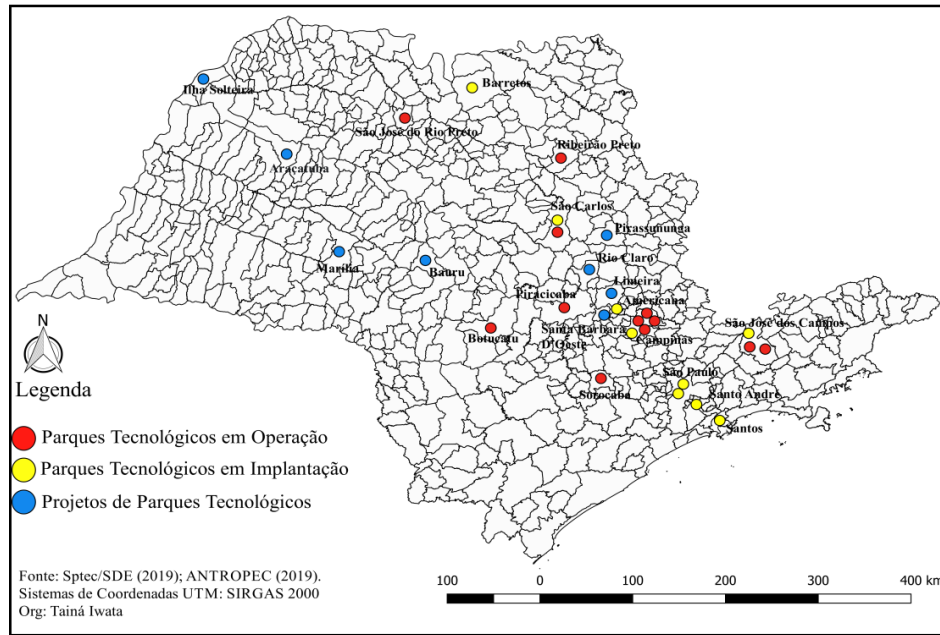 Ilha Solteira
Barretos
São José do Rio Preto
Ribeirão Preto
Araçatuba
São Carlos
Pirassununga
Rio Claro
Marília
Bauru
Limeira
Piracicaba
Americana
Botucatu
Santa Bárbara
D'Oeste
Campinas
São José dos Campos
São Paulo
Sorocaba
Santo André
Santos
N
Legenda
Parques Tecnológicos em Operação
Parques Tecnológicos em Implantação
Projetos de Parques Tecnológicos
Fonte: Sptec/SDE (2019); ANTROPEC (2019).
Sistemas de Coordenadas UTM: SIRGAS 2000
Org: Tainá Iwata
100 0 100 200 300 400 km